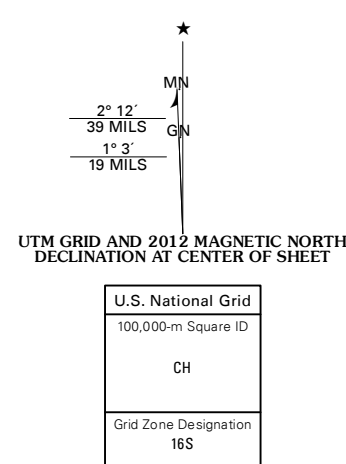 ★
MN
2° 12´
39 MILS
GN
1° 3´
19 MILS
UTM GRID AND 2012 MAGNETIC NORTH
DECLINATION AT CENTER OF SHEET
U.S. National Grid
100,000-m Square ID
CH
Grid Zone Designation
16S